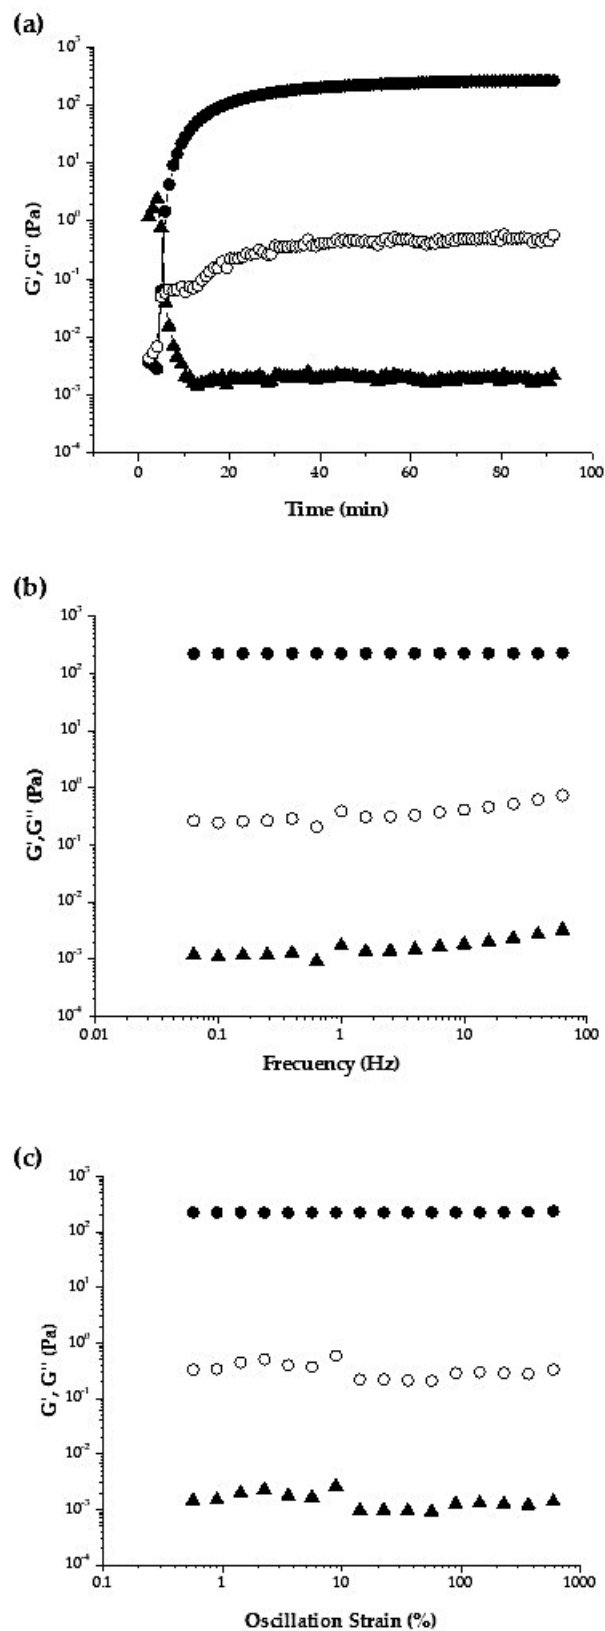 (a)
10³
10²
10¹
10⁰
10⁻¹
10⁻²
10⁻³
10⁻⁴
G',G'' (Pa)
0 20 40 60 80 100
Time (min)
(b)
10³
10²
10¹
10⁰
10⁻¹
10⁻²
10⁻³
10⁻⁴
G',G'' (Pa)
0.01 0.1 1 10 100
Frecuency (Hz)
(c)
10³
10²
10¹
10⁰
10⁻¹
10⁻²
10⁻³
10⁻⁴
G', G'' (Pa)
0.1 1 10 100 1000
Oscillation Strain (%)